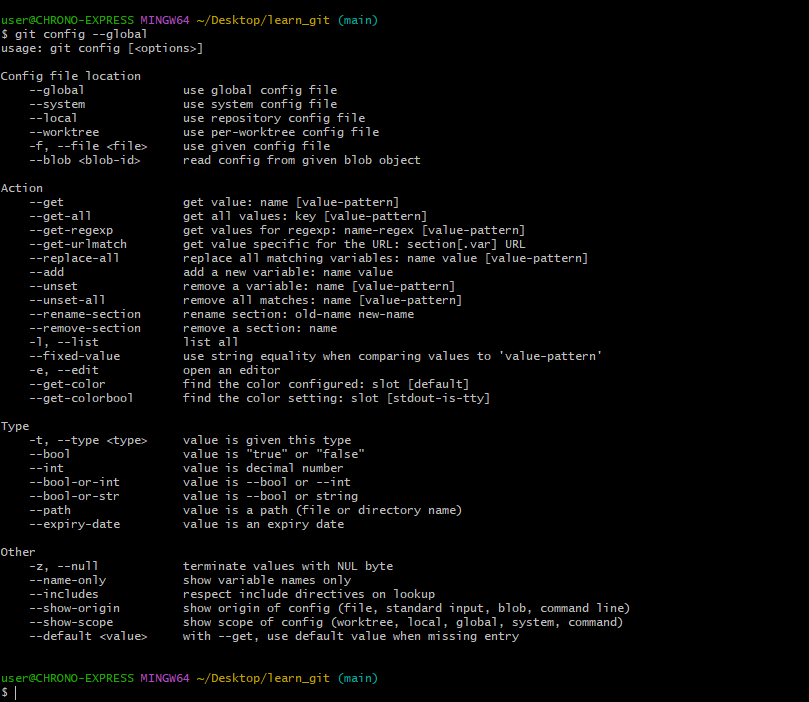 user@CHRONO-EXPRESS MINGW64 ~/Desktop/learn_git (main)
$ git config --global
usage: git config [<options>]

Config file location
    --global              use global config file
    --system              use system config file
    --local               use repository config file
    --worktree            use per-worktree config file
    -f, --file <file>     use given config file
    --blob <blob-id>      read config from given blob object

Action
    --get                 get value: name [value-pattern]
    --get-all             get all values: key [value-pattern]
    --get-regexp          get values for regexp: name-regex [value-pattern]
    --get-urlmatch        get value specific for the URL: section[.var] URL
    --replace-all         replace all matching variables: name value [value-pattern]
    --add                 add a new variable: name value
    --unset               remove a variable: name [value-pattern]
    --unset-all           remove all matches: name [value-pattern]
    --rename-section      rename section: old-name new-name
    --remove-section      remove a section: name
    -l, --list            list all
    --fixed-value         use string equality when comparing values to 'value-pattern'
    -e, --edit            open an editor
    --get-color           find the color configured: slot [default]
    --get-colorbool       find the color setting: slot [stdout-is-tty]

Type
    -t, --type <type>     value is given this type
    --bool                value is "true" or "false"
    --int                 value is decimal number
    --bool-or-int         value is --bool or --int
    --bool-or-str         value is --bool or string
    --path                value is a path (file or directory name)
    --expiry-date         value is an expiry date

Other
    -z, --null            terminate values with NUL byte
    --name-only           show variable names only
    --includes            respect include directives on lookup
    --show-origin         show origin of config (file, standard input, blob, command line)
    --show-scope          show scope of config (worktree, local, global, system, command)
    --default <value>     with --get, use default value when missing entry

user@CHRONO-EXPRESS MINGW64 ~/Desktop/learn_git (main)
$